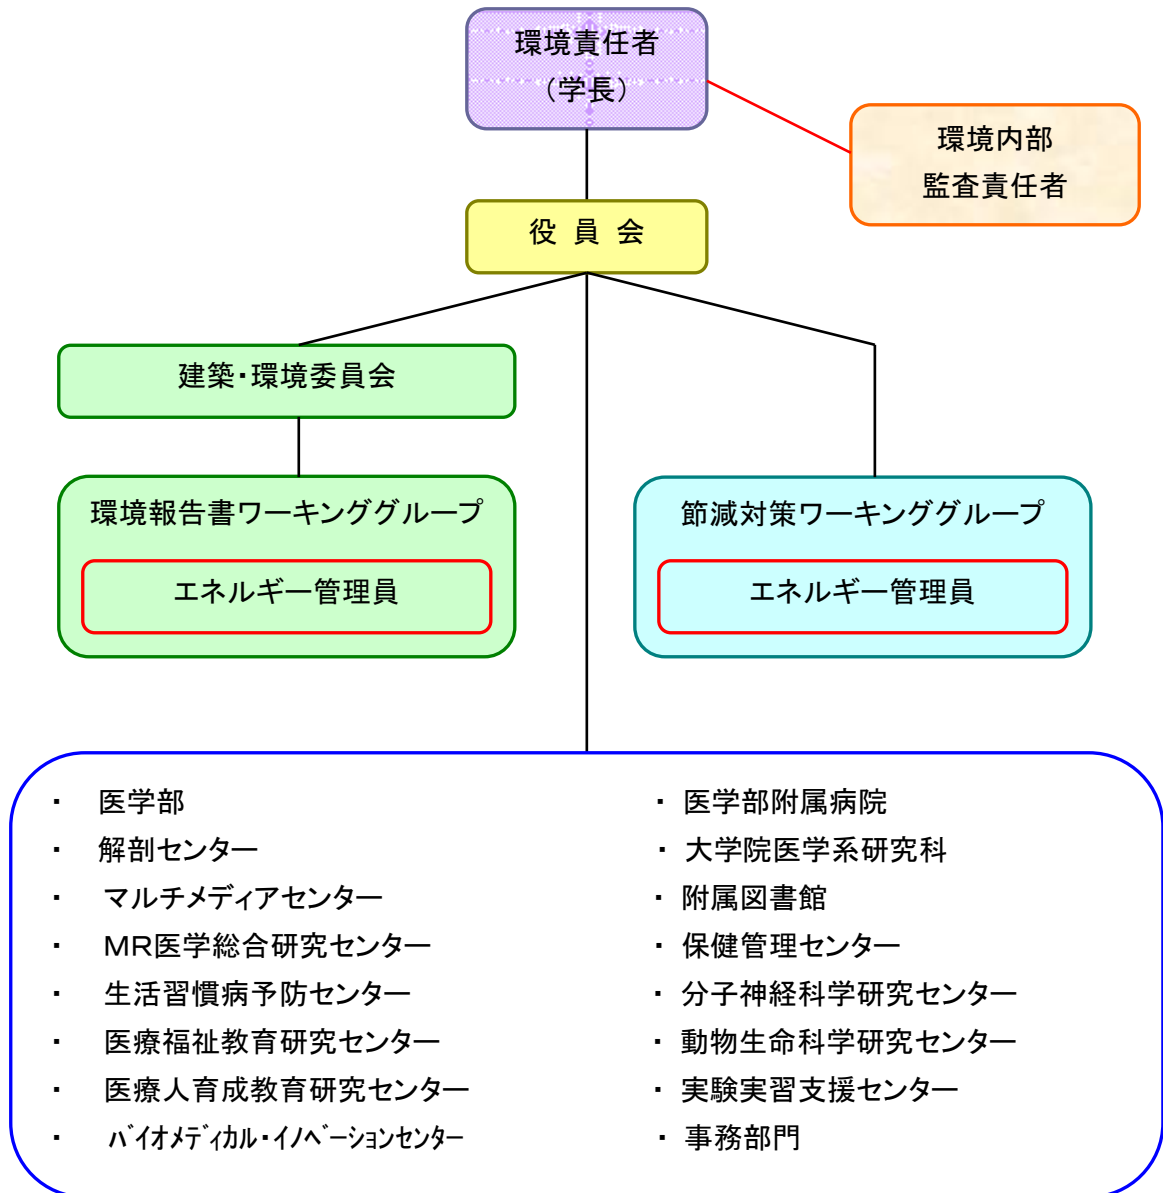 環境責任者
（学長）
環境内部
監査責任者
役 員 会
建築・環境委員会
環境報告書ワーキンググループ
エネルギー管理員
節減対策ワーキンググループ
エネルギー管理員
・ 医学部
・ 解剖センター
・ マルチメディアセンター
・ ＭＲ医学総合研究センター
・ 生活習慣病予防センター
・ 医療福祉教育研究センター
・ 医療人育成教育研究センター
・ ﾊﾞｲｵﾒﾃﾞｨｶﾙ・ｲﾉﾍﾞｰｼｮﾝｾﾝﾀｰ
・ 医学部附属病院
・ 大学院医学系研究科
・ 附属図書館
・ 保健管理センター
・ 分子神経科学研究センター
・ 動物生命科学研究センター
・ 実験実習支援センター
・ 事務部門